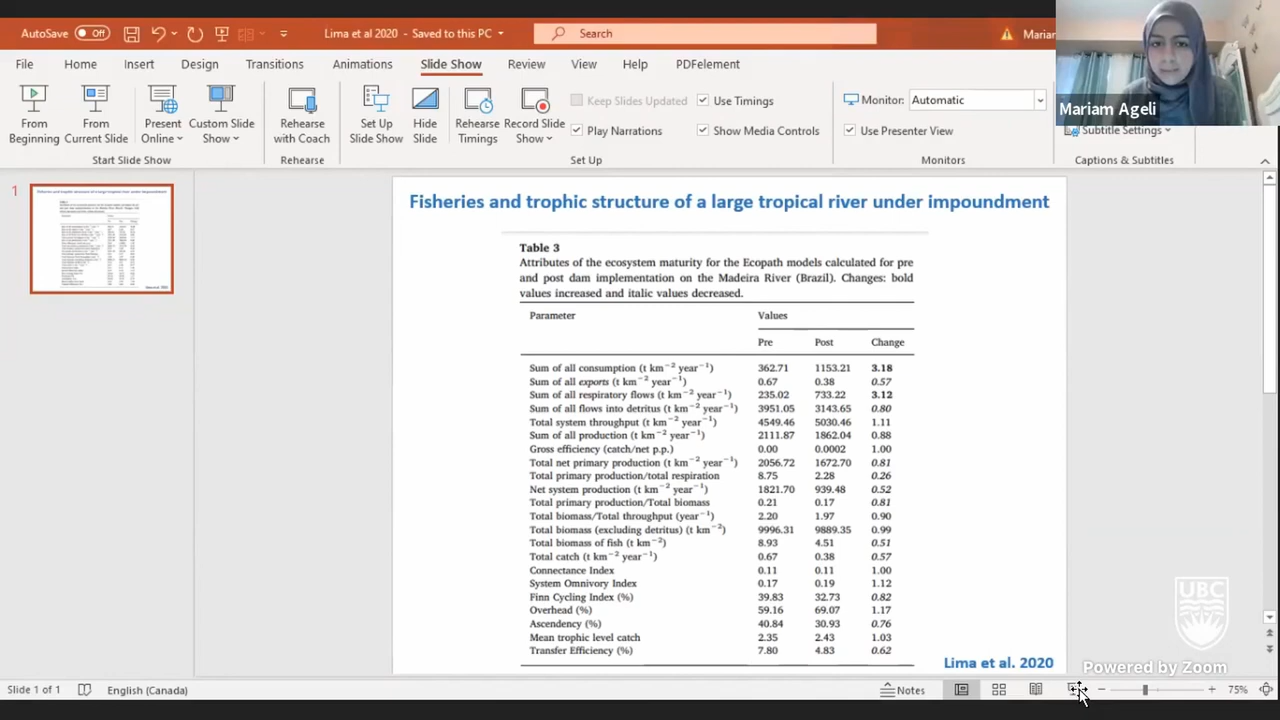 AutoSave Off
Lima et al 2020 - Saved to this PC
Search
Mariam
File Home Insert Design Transitions Animations Slide Show Review View Help PDFelement
From Beginning
From Current Slide
Present Online
Custom Slide Show
Start Slide Show
Rehearse with Coach
Rehearse
Set Up Slide Show
Hide Slide
Rehearse Timings
Record Slide Show
Keep Slides Updated
Play Narrations
Use Timings
Show Media Controls
Set Up
Monitor: Automatic
Use Presenter View
Monitors
Subtitle Settings
Captions & Subtitles
Mariam Ageli
1
Fisheries and trophic structure of a large tropical river under impoundment
Table 3
Attributes of the ecosystem maturity for the Ecopath models calculated for pre
and post dam implementation on the Madeira River (Brazil). Changes: bold
values increased and italic values decreased.
Parameter Values
Pre Post Change
Sum of all consumption (t km⁻² year⁻¹) 362.71 1153.21 3.18
Sum of all exports (t km⁻² year⁻¹) 0.67 0.38 0.57
Sum of all respiratory flows (t km⁻² year⁻¹) 235.02 733.22 3.12
Sum of all flows into detritus (t km⁻² year⁻¹) 3951.05 3143.65 0.80
Total system throughput (t km⁻² year⁻¹) 4549.46 5030.46 1.11
Sum of all production (t km⁻² year⁻¹) 2111.87 1862.04 0.88
Gross efficiency (catch/net p.p.) 0.00 0.0002 1.00
Total net primary production (t km⁻² year⁻¹) 2056.72 1672.70 0.81
Total primary production/total respiration 8.75 2.28 0.26
Net system production (t km⁻² year⁻¹) 1821.70 939.48 0.52
Total primary production/Total biomass 0.21 0.17 0.81
Total biomass/Total throughput (year⁻¹) 2.20 1.97 0.90
Total biomass (excluding detritus) (t km⁻²) 9996.31 9889.35 0.99
Total biomass of fish (t km⁻²) 8.93 4.51 0.51
Total catch (t km⁻² year⁻¹) 0.67 0.38 0.57
Connectance Index 0.11 0.11 1.00
System Omnivory Index 0.17 0.19 1.12
Finn Cycling Index (%) 39.83 32.73 0.82
Overhead (%) 59.16 69.07 1.17
Ascendency (%) 40.84 30.93 0.76
Mean trophic level catch 2.35 2.43 1.03
Transfer Efficiency (%) 7.80 4.83 0.62
Lima et al. 2020
UBC
Powered by Zoom
Slide 1 of 1 English (Canada) Notes 75%